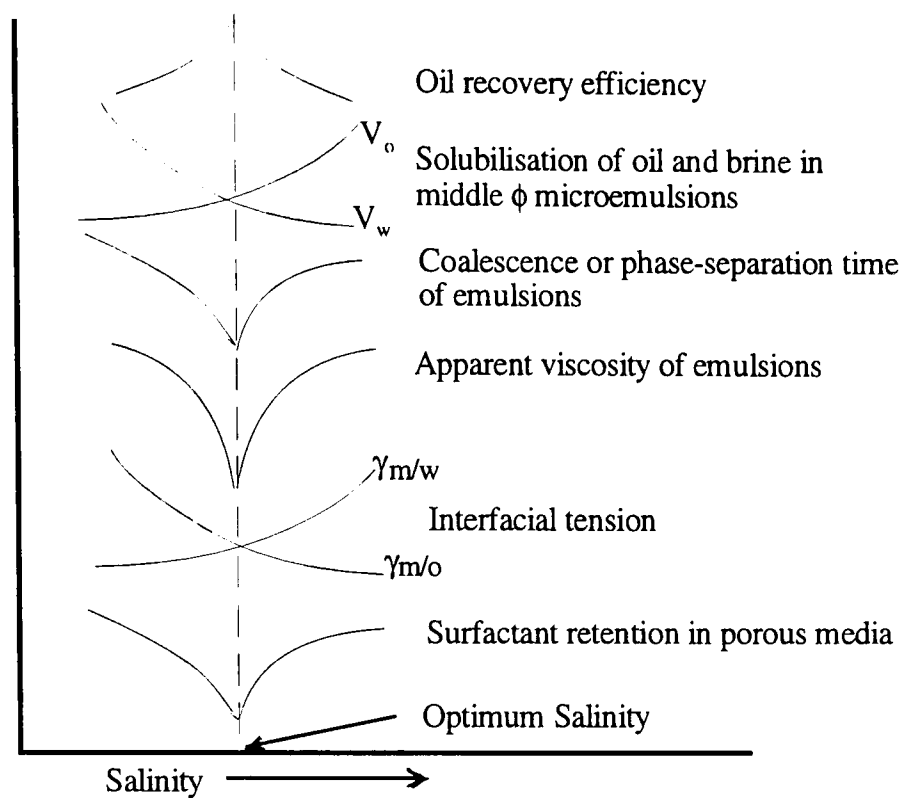 Oil recovery efficiency
V₀
Solubilisation of oil and brine in
middle ϕ microemulsions
V_w
Coalescence or phase-separation time
of emulsions
Apparent viscosity of emulsions
γm/w
Interfacial tension
γm/o
Surfactant retention in porous media
Optimum Salinity
Salinity